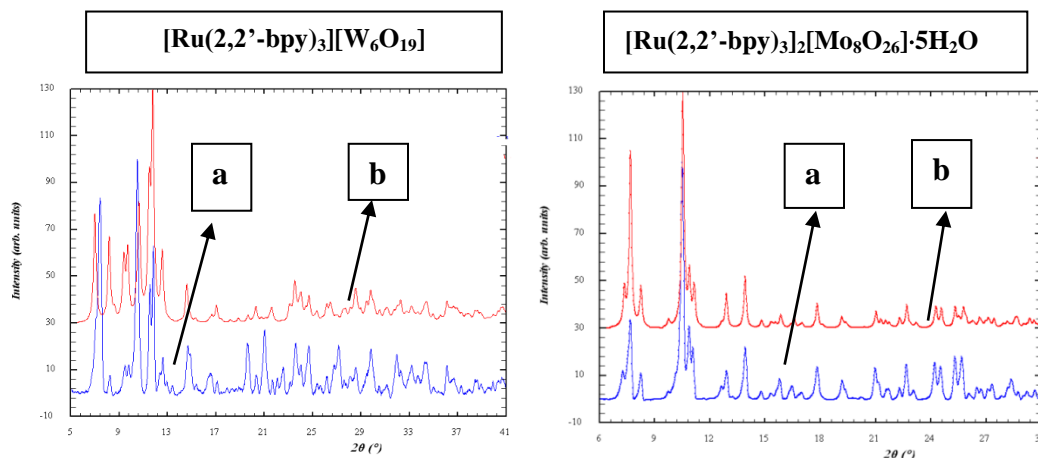 [Ru(2,2’-bpy)₃][W₆O₁₉]
130
110
90
70
50
30
10
-10
Intensity (arb. units)
a
b
5 9 13 17 21 25 29 33 37 41
2θ (°)
[Ru(2,2’-bpy)₃]₂[Mo₈O₂₆]·5H₂O
130
110
90
70
50
30
10
-10
Intensity (arb. units)
a
b
6 9 12 15 18 21 24 27 30
2θ (°)